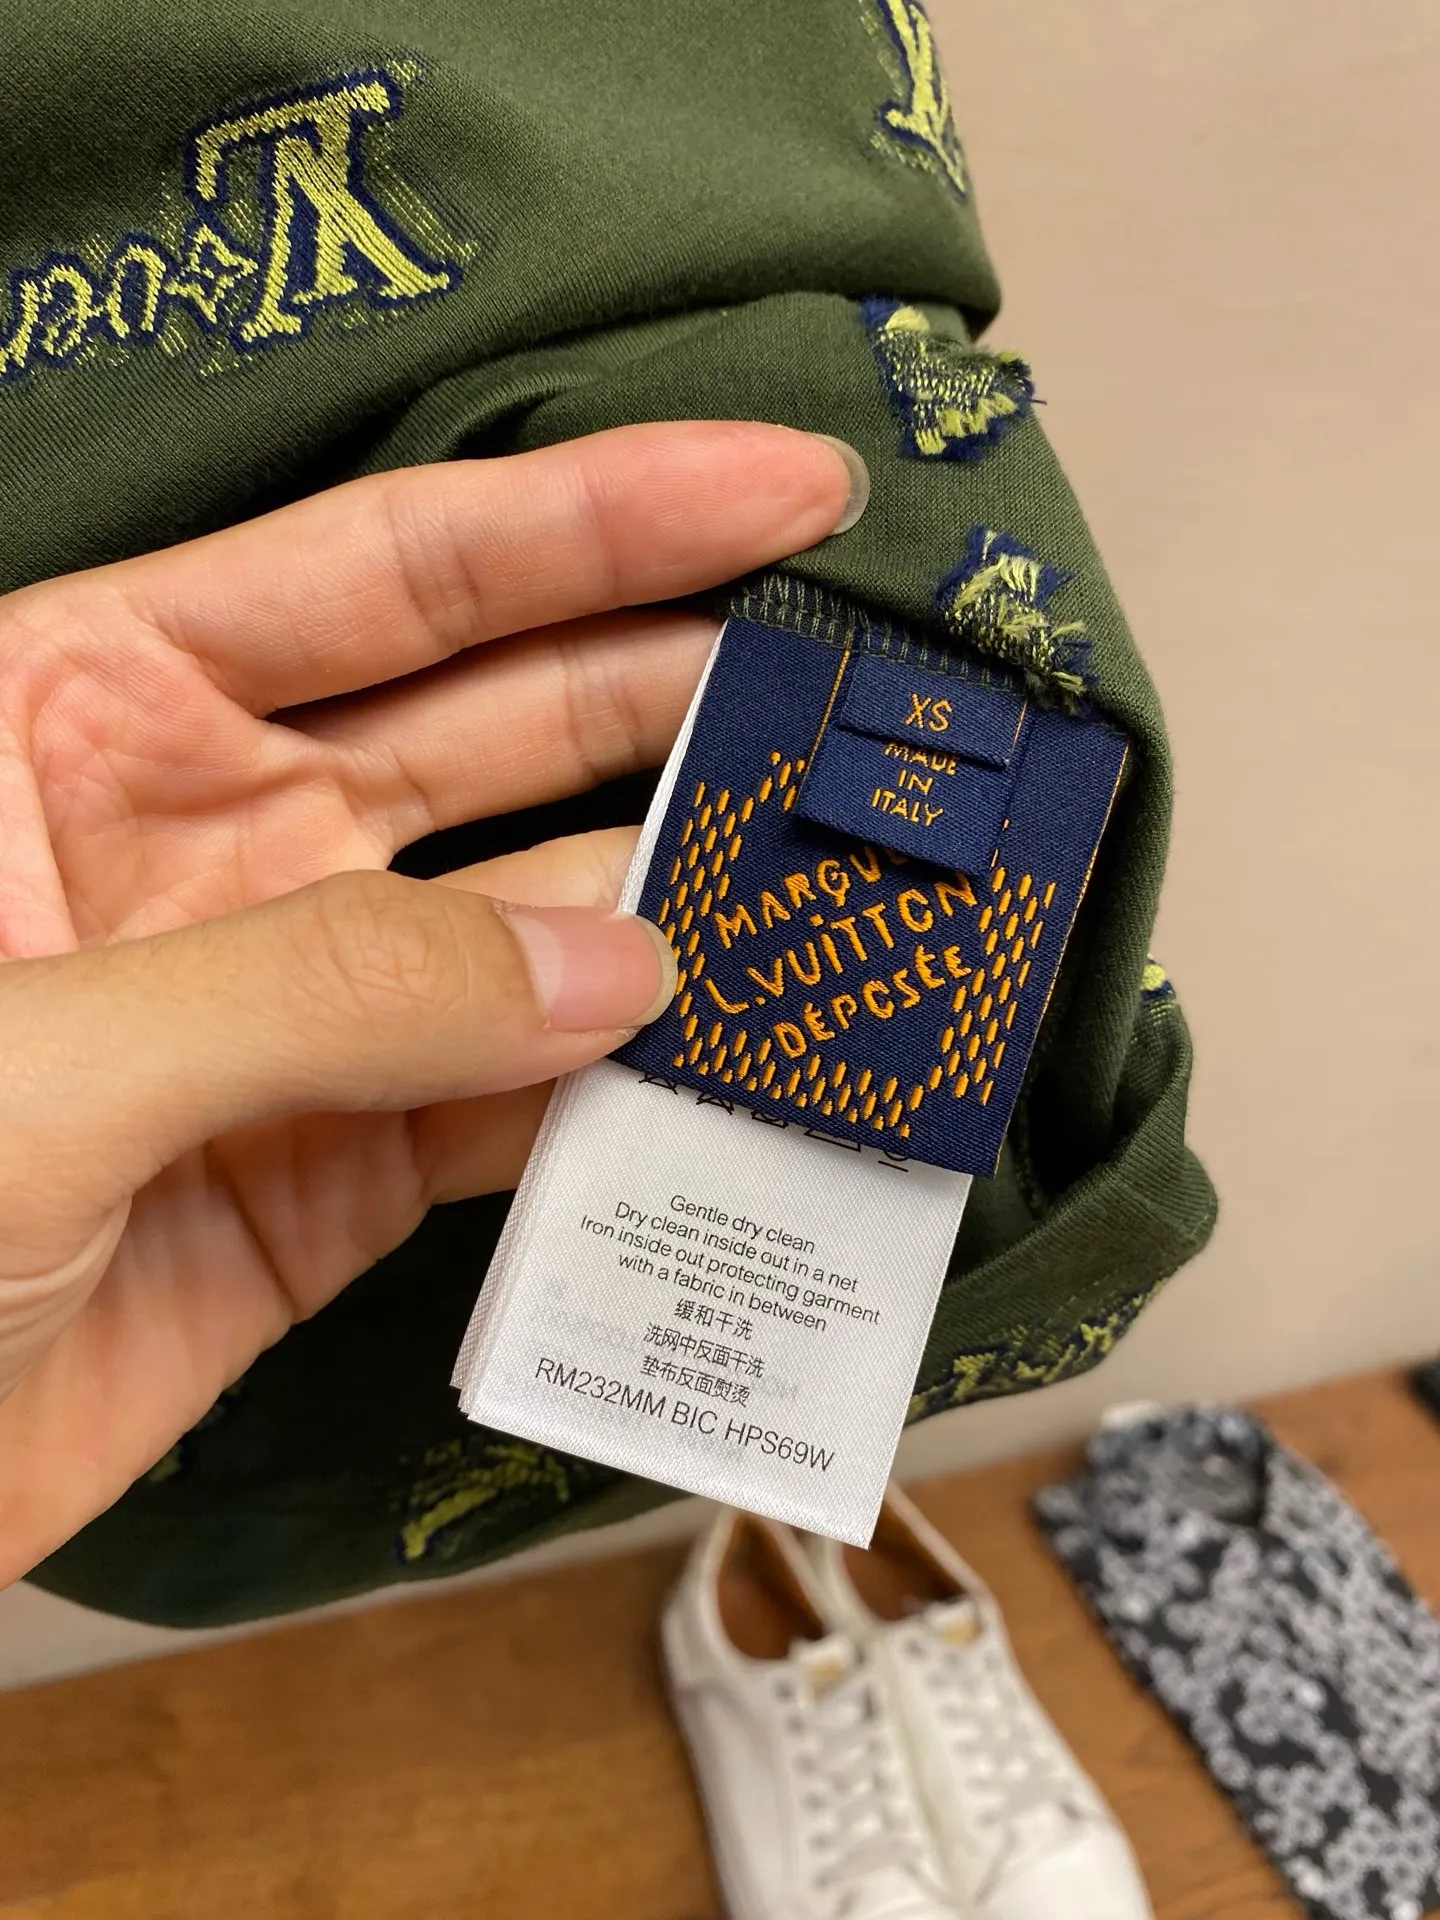 XS
MADE
IN
ITALY
MARQUE
L.VUITTON
DÉPOSÉE
Gentle dry clean
Dry clean inside out in a net
Iron inside out protecting garment
with a fabric in between
缓和干洗
洗网中反面干洗
垫布反面熨烫
RM232MM BIC HPS69W